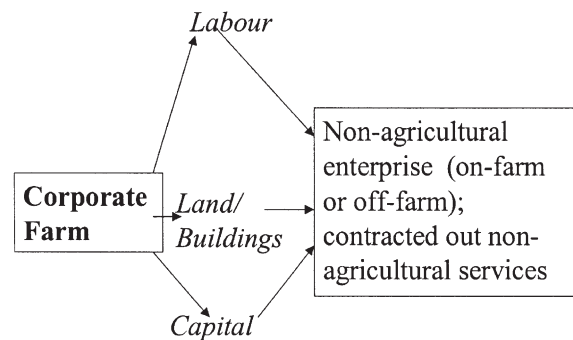 Labour
Corporate
Farm
Land/
Buildings
Capital
Non-agricultural
enterprise (on-farm
or off-farm);
contracted out non-
agricultural services